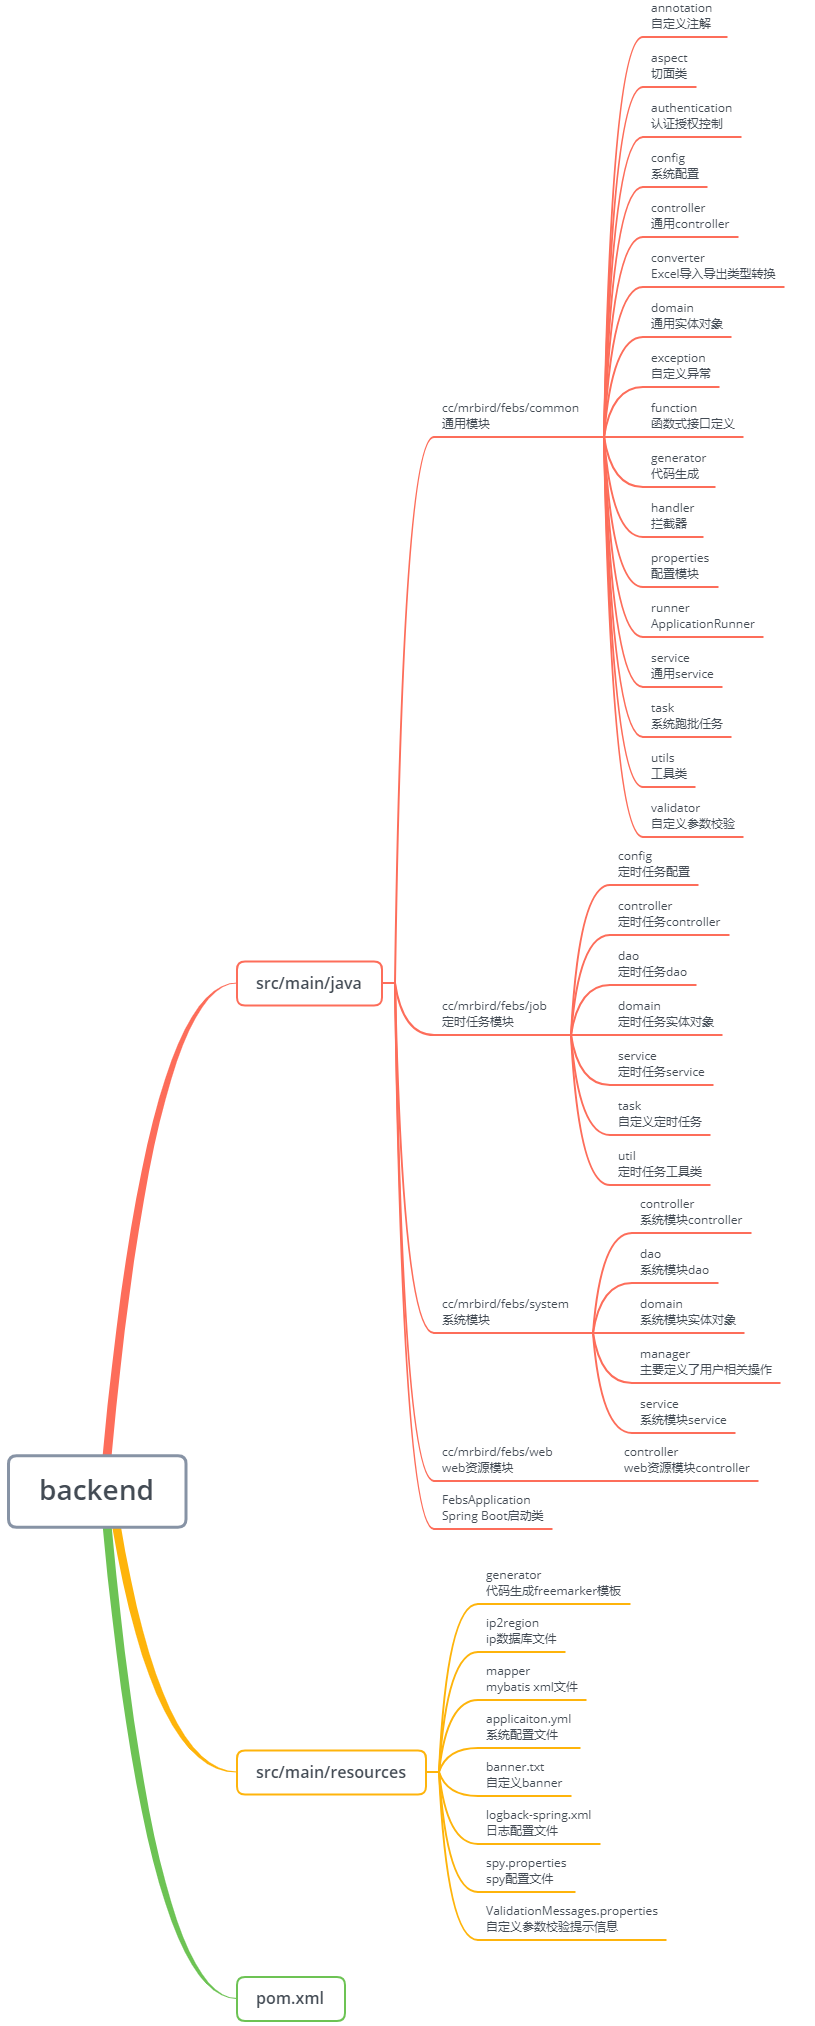 annotation
自定义注解
aspect
切面类
authentication
认证授权控制
config
系统配置
controller
通用controller
converter
Excel导入导出类型转换
domain
通用实体对象
exception
自定义异常
cc/mrbird/febs/common
通用模块
function
函数式接口定义
generator
代码生成
handler
拦截器
properties
配置模块
runner
ApplicationRunner
service
通用service
task
系统跑批任务
utils
工具类
validator
自定义参数校验
src/main/java
config
定时任务配置
controller
定时任务controller
dao
定时任务dao
cc/mrbird/febs/job
定时任务模块
domain
定时任务实体对象
service
定时任务service
task
自定义定时任务
util
定时任务工具类
controller
系统模块controller
dao
系统模块dao
cc/mrbird/febs/system
系统模块
domain
系统模块实体对象
manager
主要定义了用户相关操作
service
系统模块service
cc/mrbird/febs/web
web资源模块
controller
web资源模块controller
FebsApplication
Spring Boot启动类
backend
generator
代码生成freemarker模板
ip2region
ip数据库文件
mapper
mybatis xml文件
applicaiton.yml
系统配置文件
src/main/resources
banner.txt
自定义banner
logback-spring.xml
日志配置文件
spy.properties
spy配置文件
ValidationMessages.properties
自定义参数校验提示信息
pom.xml